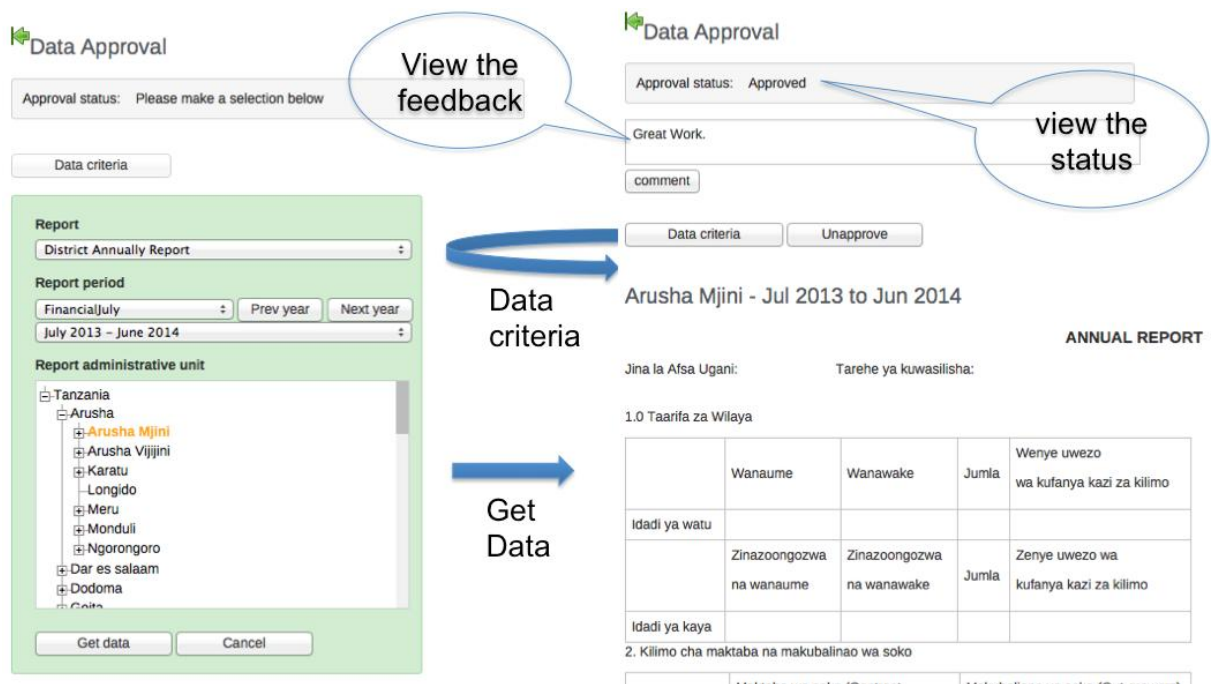 Data Approval
View the
feedback
Approval status: Please make a selection below
Data criteria
Report
District Annually Report
Report period
FinancialJuly
Prev year
Next year
July 2013 – June 2014
Report administrative unit
Tanzania
Arusha
Arusha Mjini
Arusha Vijijini
Karatu
Longido
Meru
Monduli
Ngorongoro
Dar es salaam
Dodoma
Geita
Get data
Cancel
Data
criteria
Get
Data
Data Approval
Approval status: Approved
view the
status
Great Work.
comment
Data criteria
Unapprove
Arusha Mjini - Jul 2013 to Jun 2014
ANNUAL REPORT
Jina la Afsa Ugani: Tarehe ya kuwasilisha:
1.0 Taarifa za Wilaya
Wanaume Wanawake Jumla Wenye uwezo
wa kufanya kazi za kilimo
Idadi ya watu
Zinazoongozwa Zinazoongozwa Zenye uwezo wa
na wanaume na wanawake Jumla kufanya kazi za kilimo
Idadi ya kaya
2. Kilimo cha maktaba na makubalinao wa soko